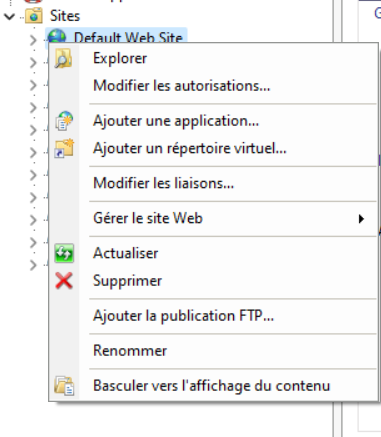 Sites
Default Web Site
Explorer
Modifier les autorisations...
Ajouter une application...
Ajouter un répertoire virtuel...
Modifier les liaisons...
Gérer le site Web
Actualiser
Supprimer
Ajouter la publication FTP...
Renommer
Basculer vers l'affichage du contenu